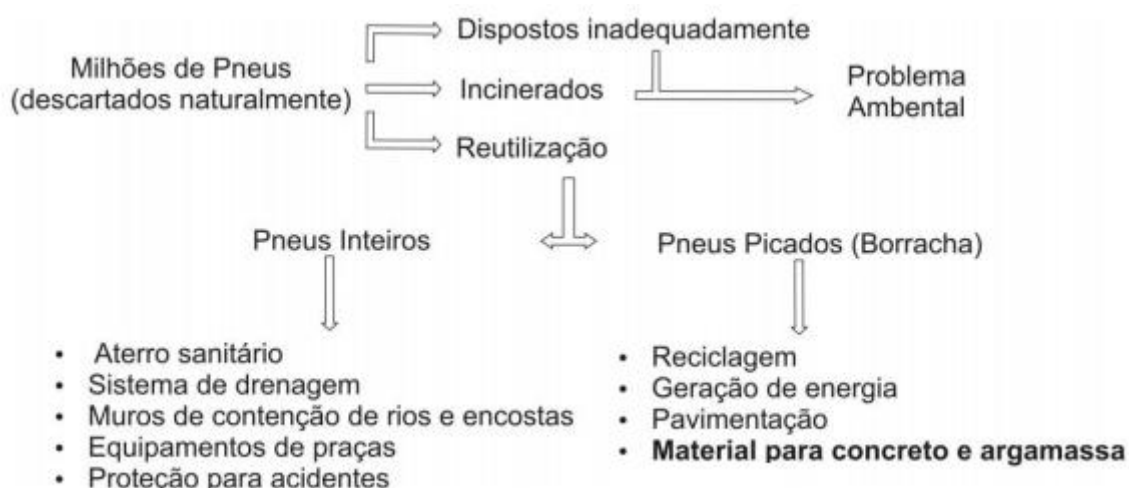 Dispostos inadequadamente
Milhões de Pneus
(descartados naturalmente)
Incinerados
Problema
Ambental
Reutilização
Pneus Inteiros
Pneus Picados (Borracha)
• Aterro sanitário
• Sistema de drenagem
• Muros de contenção de rios e encostas
• Equipamentos de praças
• Proteção para acidentes
• Reciclagem
• Geração de energia
• Pavimentação
• Material para concreto e argamassa